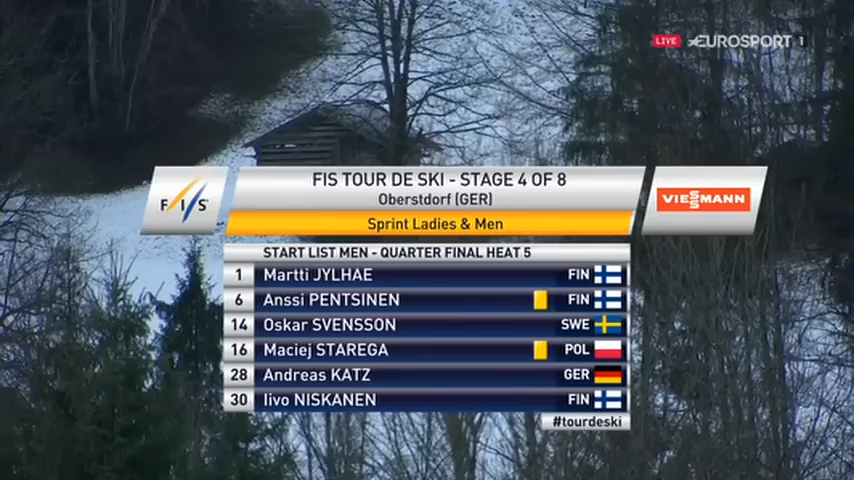 LIVE EUROSPORT 1
FIS TOUR DE SKI - STAGE 4 OF 8
Oberstdorf (GER)
F I S
VIESSMANN
Sprint Ladies & Men
START LIST MEN - QUARTER FINAL HEAT 5
1 Martti JYLHAE FIN
6 Anssi PENTSINEN FIN
14 Oskar SVENSSON SWE
16 Maciej STAREGA POL
28 Andreas KATZ GER
30 Iivo NISKANEN FIN
#tourdeski